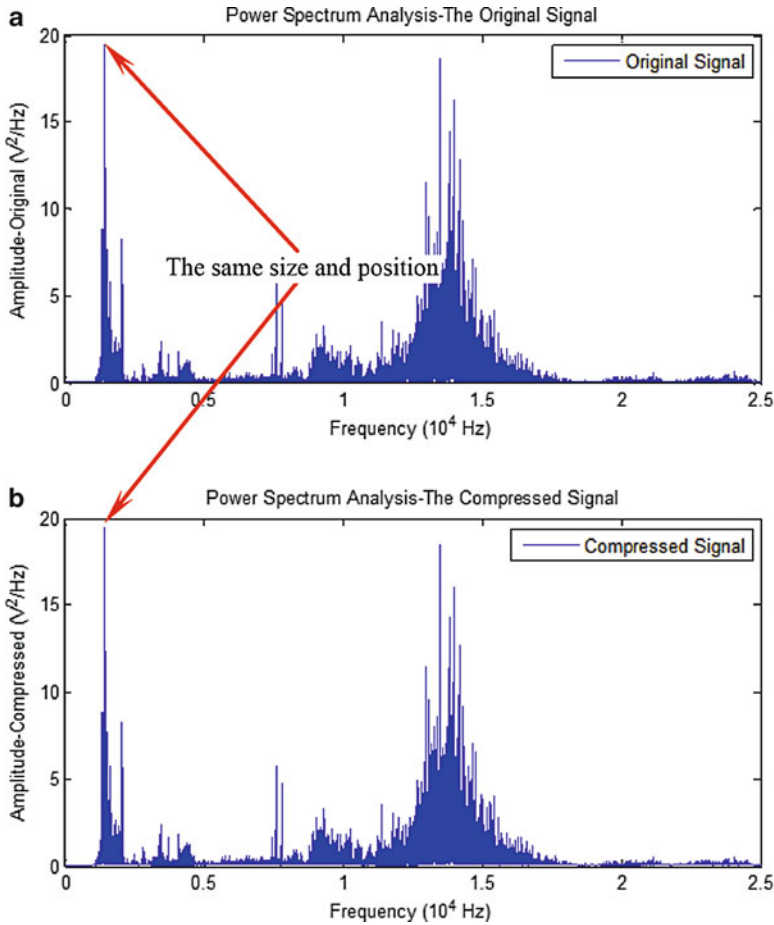 a
Power Spectrum Analysis-The Original Signal
20
15
10
5
0
Amplitude-Original (V²/Hz)
Original Signal
The same size and position
0 0.5 1 1.5 2 2.5
Frequency (10⁴ Hz)
b
Power Spectrum Analysis-The Compressed Signal
20
15
10
5
0
Amplitude-Compressed (V²/Hz)
Compressed Signal
0 0.5 1 1.5 2 2.5
Frequency (10⁴ Hz)